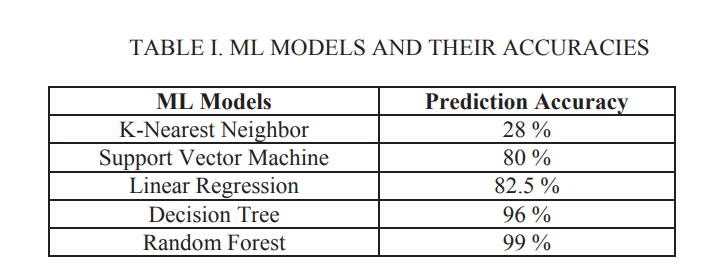 TABLE I. ML MODELS AND THEIR ACCURACIES
ML Models Prediction Accuracy
K-Nearest Neighbor 28 %
Support Vector Machine 80 %
Linear Regression 82.5 %
Decision Tree 96 %
Random Forest 99 %